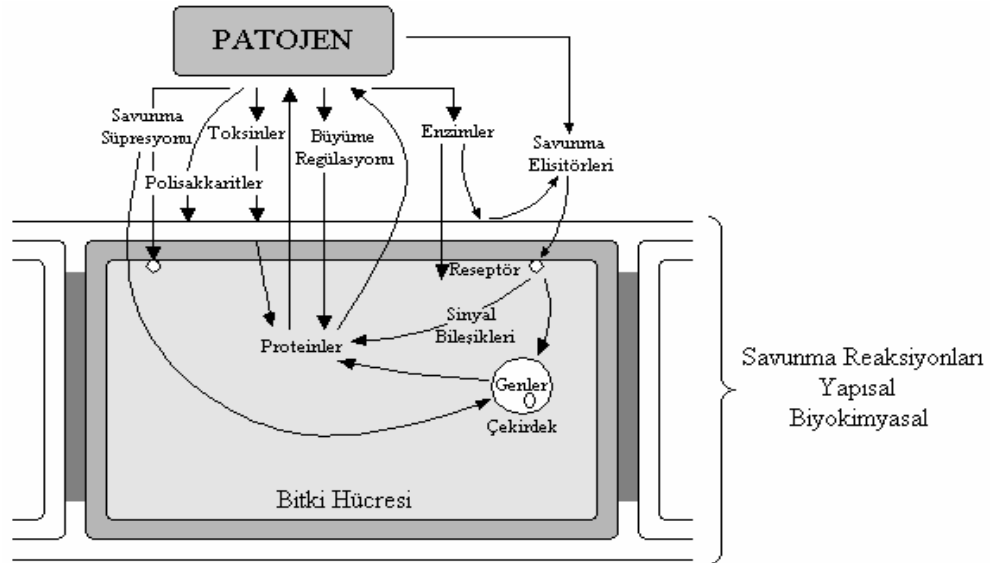 PATOJEN
Savunma
Süpresyonu
Toksinler
Büyüme
Regülasyonu
Enzimler
Savunma
Elisitörleri
Polisakkaritler
Reseptör
Sinyal
Bileşikleri
Proteinler
Genler
Çekirdek
Bitki Hücresi
Savunma Reaksiyonları
Yapısal
Biyokimyasal